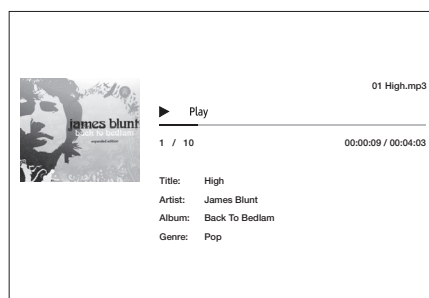 01 High.mp3
james blunt
back to bedlam
expanded edition
Play
1 / 10
00:00:09 / 00:04:03
Title: High
Artist: James Blunt
Album: Back To Bedlam
Genre: Pop